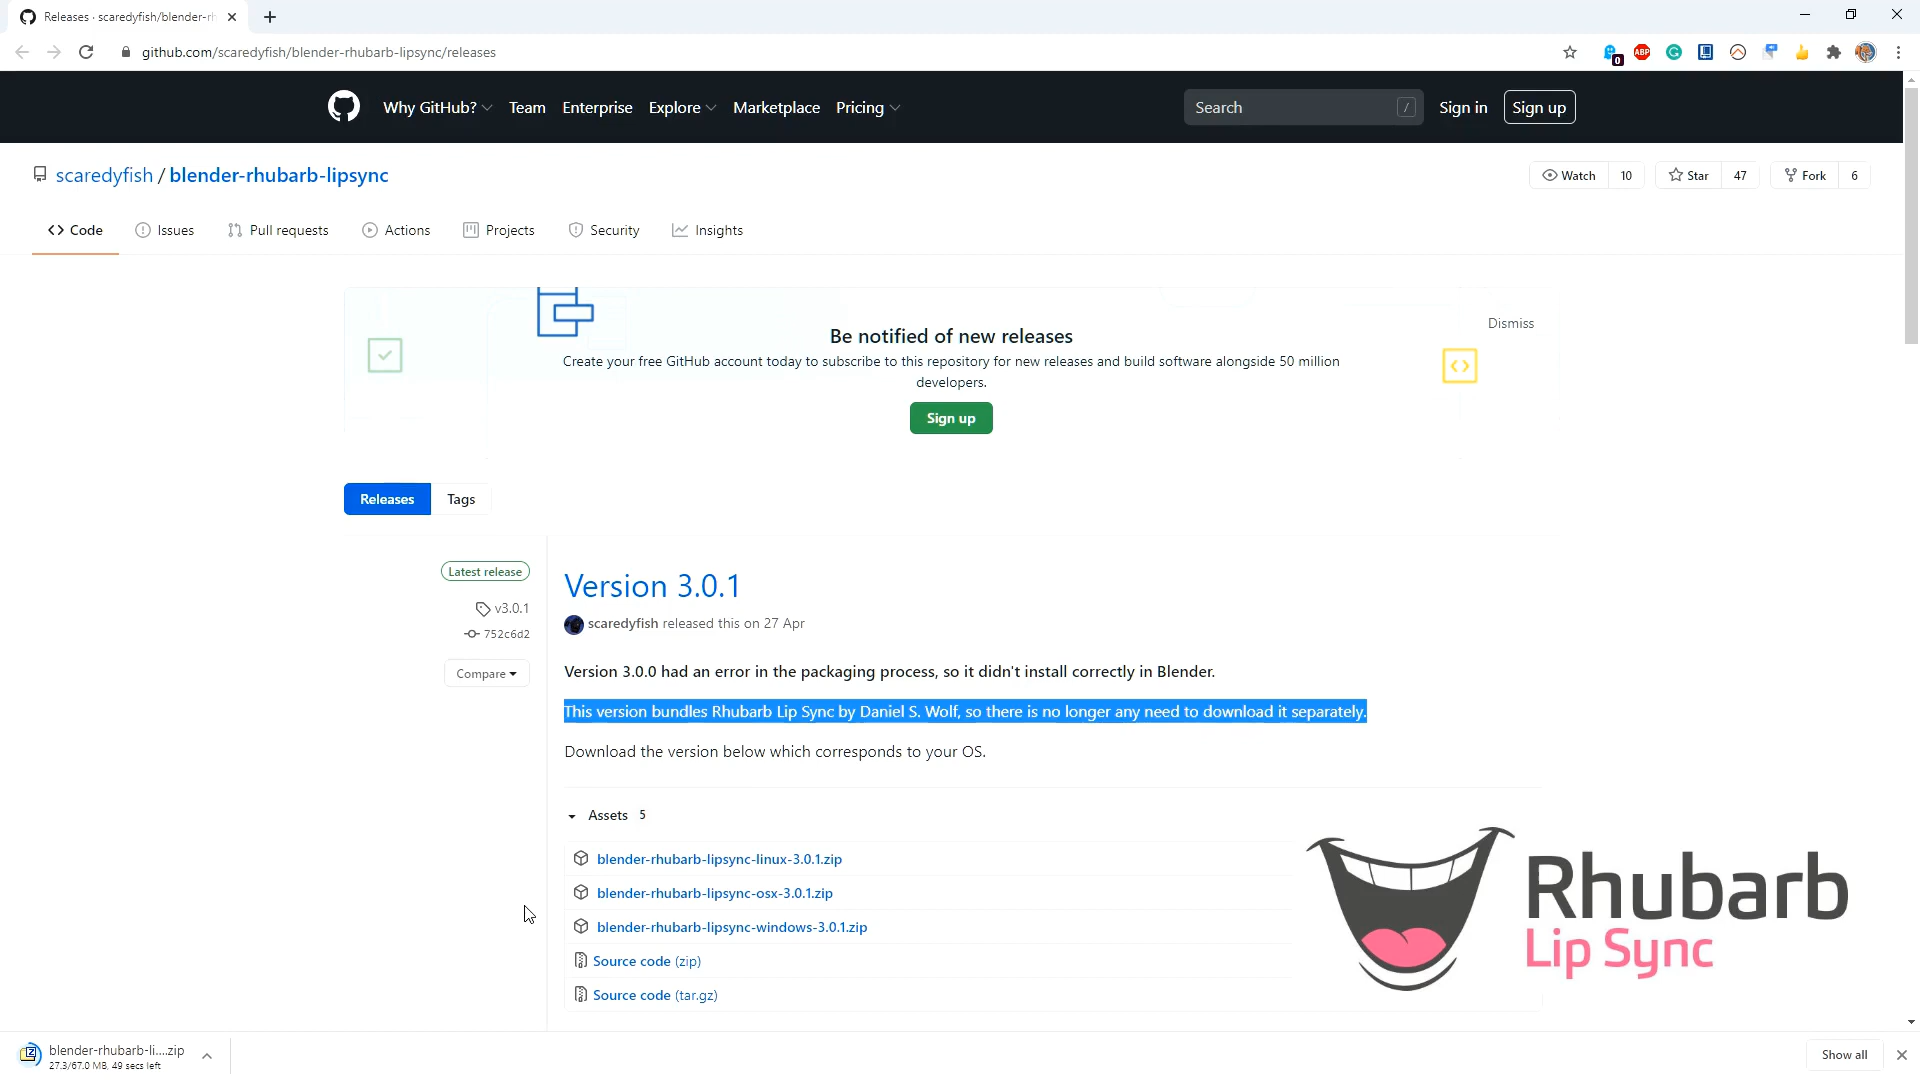 Releases · scaredyfish/blender-rh
github.com/scaredyfish/blender-rhubarb-lipsync/releases
0
ABP
Why GitHub?
Team
Enterprise
Explore
Marketplace
Pricing
Search
/
Sign in
Sign up
scaredyfish / blender-rhubarb-lipsync
Watch 10
Star 47
Fork 6
Code
Issues
Pull requests
Actions
Projects
Security
Insights
Be notified of new releases
Dismiss
Create your free GitHub account today to subscribe to this repository for new releases and build software alongside 50 million
developers.
Sign up
Releases
Tags
Latest release
v3.0.1
752c6d2
Compare
Version 3.0.1
scaredyfish released this on 27 Apr
Version 3.0.0 had an error in the packaging process, so it didn't install correctly in Blender.
This version bundles Rhubarb Lip Sync by Daniel S. Wolf, so there is no longer any need to download it separately.
Download the version below which corresponds to your OS.
Assets 5
blender-rhubarb-lipsync-linux-3.0.1.zip
blender-rhubarb-lipsync-osx-3.0.1.zip
blender-rhubarb-lipsync-windows-3.0.1.zip
Source code (zip)
Source code (tar.gz)
Rhubarb
Lip Sync
blender-rhubarb-li....zip
27.3/67.0 MB, 49 secs left
Show all